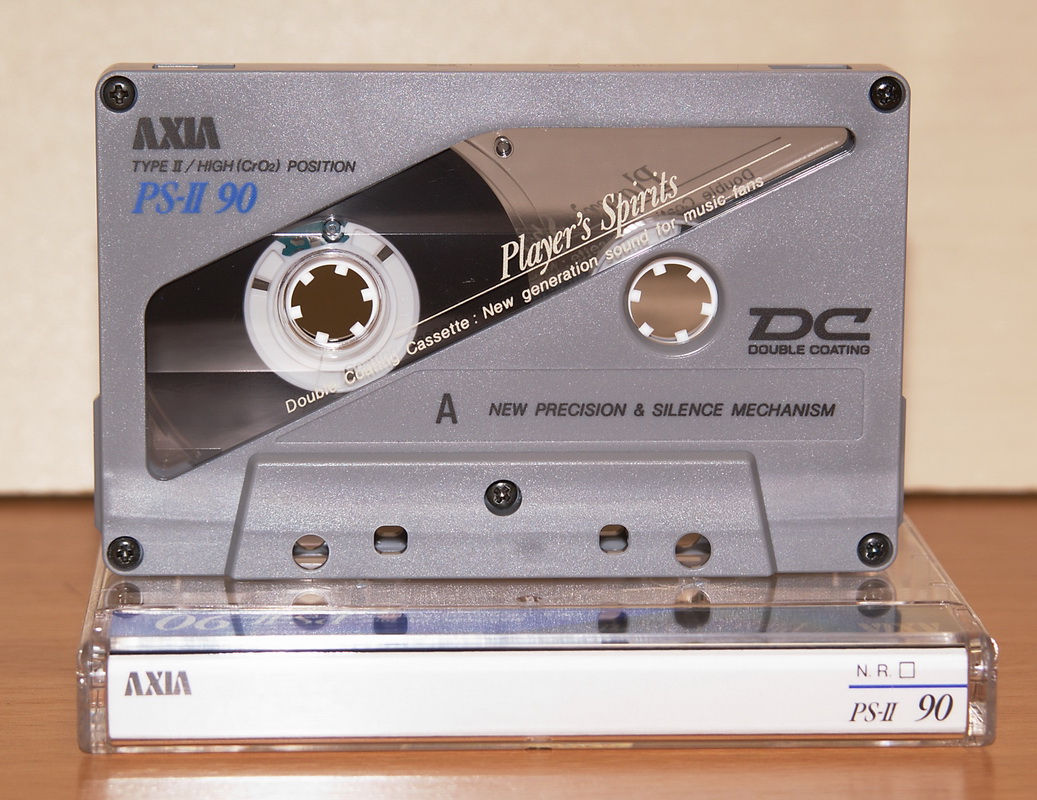 AXIA
TYPE II / HIGH (CrO2) POSITION
PS-II 90
Player's Spirits
Double Coating Cassette : New generation sound for music fans
DC
DOUBLE COATING
A NEW PRECISION & SILENCE MECHANISM
AXIA
N. R. □
PS-II 90